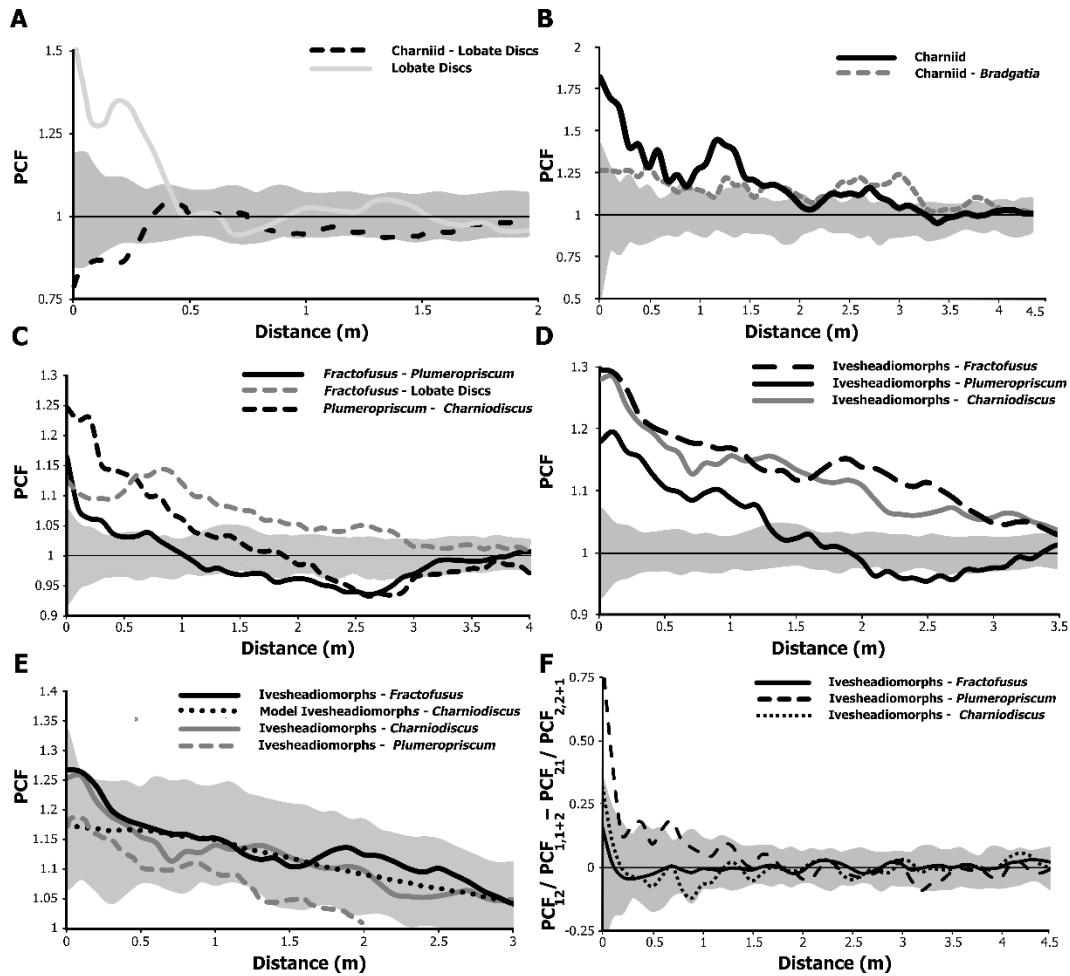 A
Charniid - Lobate Discs
Lobate Discs
PCF
1.5
1.25
1
0.75
0.5
1
1.5
2
Distance (m)
B
Charniid
Charniid - Bradgatia
PCF
2
1.75
1.5
1.25
1
0.75
0.5
0
0.5
1
1.5
2
2.5
3
3.5
4
4.5
Distance (m)
C
Fractofusus - Plumeropriscum
Fractofusus - Lobate Discs
Plumeropriscum - Charniodiscus
PCF
1.3
1.25
1.2
1.15
1.1
1.05
1
0.95
0.9
0
0.5
1
1.5
2
2.5
3
3.5
4
Distance (m)
D
Ivesheadiomorphs - Fractofusus
Ivesheadiomorphs - Plumeropriscum
Ivesheadiomorphs - Charniodiscus
PCF
1.3
1.2
1.1
1
0.9
0
0.5
1
1.5
2
2.5
3
3.5
Distance (m)
E
Ivesheadiomorphs - Fractofusus
Model Ivesheadiomorphs - Charniodiscus
Ivesheadiomorphs - Charniodiscus
Ivesheadiomorphs - Plumeropriscum
PCF
1.4
1.35
1.3
1.25
1.2
1.15
1.1
1.05
1
0
0.5
1
1.5
2
2.5
3
Distance (m)
F
Ivesheadiomorphs - Fractofusus
Ivesheadiomorphs - Plumeropriscum
Ivesheadiomorphs - Charniodiscus
PCF12/ PCF1,1+2 – PCF21/ PCF2,2+1
0.75
0.5
0.25
0
-0.25
0
0.5
1
1.5
2
2.5
3
3.5
4
4.5
Distance (m)